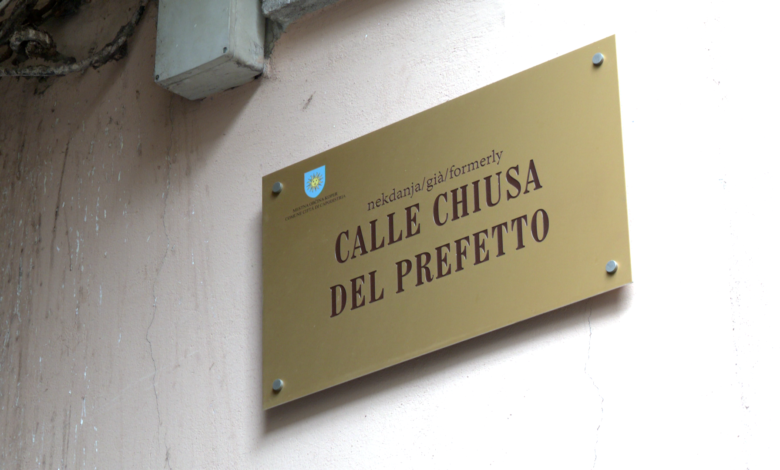 nekdanja/già/formerly
CALLE CHIUSA
DEL PREFETTO